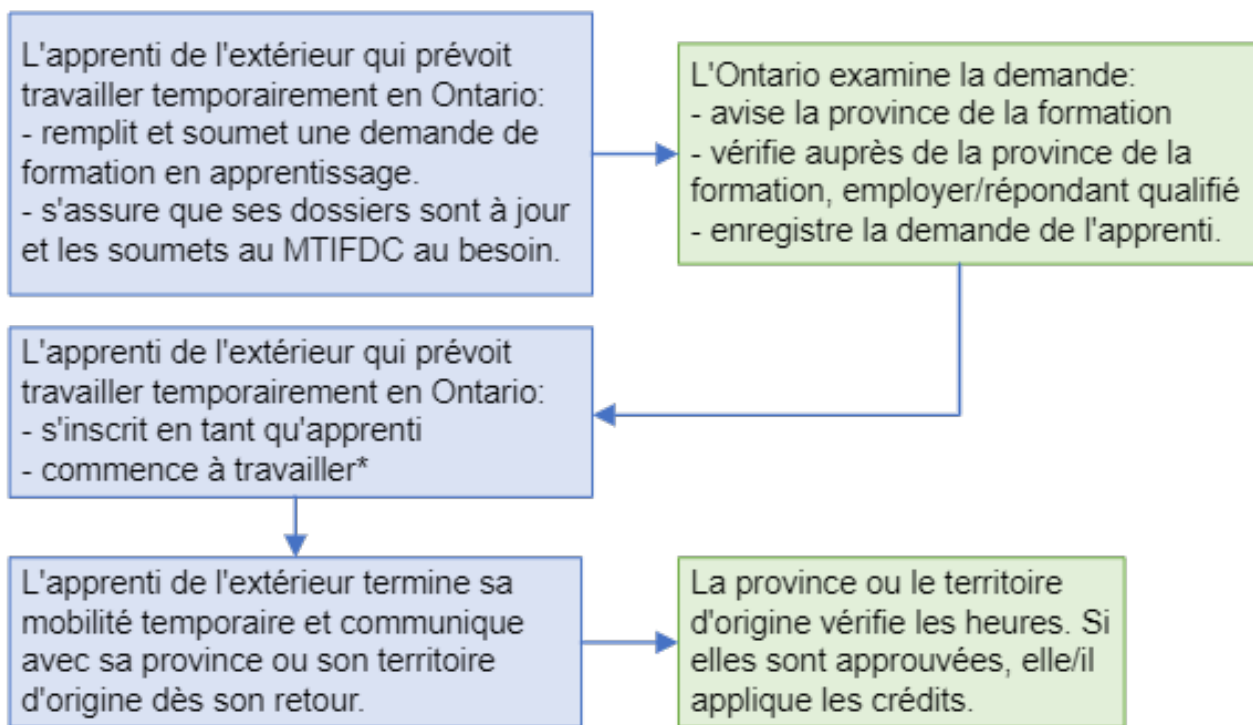 L'apprenti de l'extérieur qui prévoit
travailler temporairement en Ontario:
- remplit et soumet une demande de
formation en apprentissage.
- s'assure que ses dossiers sont à jour
et les soumets au MTIFDC au besoin.
L'Ontario examine la demande:
- avise la province de la formation
- vérifie auprès de la province de la
formation, employer/répondant qualifié
- enregistre la demande de l'apprenti.
L'apprenti de l'extérieur qui prévoit
travailler temporairement en Ontario:
- s'inscrit en tant qu'apprenti
- commence à travailler*
L'apprenti de l'extérieur termine sa
mobilité temporaire et communique
avec sa province ou son territoire
d'origine dès son retour.
La province ou le territoire
d'origine vérifie les heures. Si
elles sont approuvées, elle/il
applique les crédits.